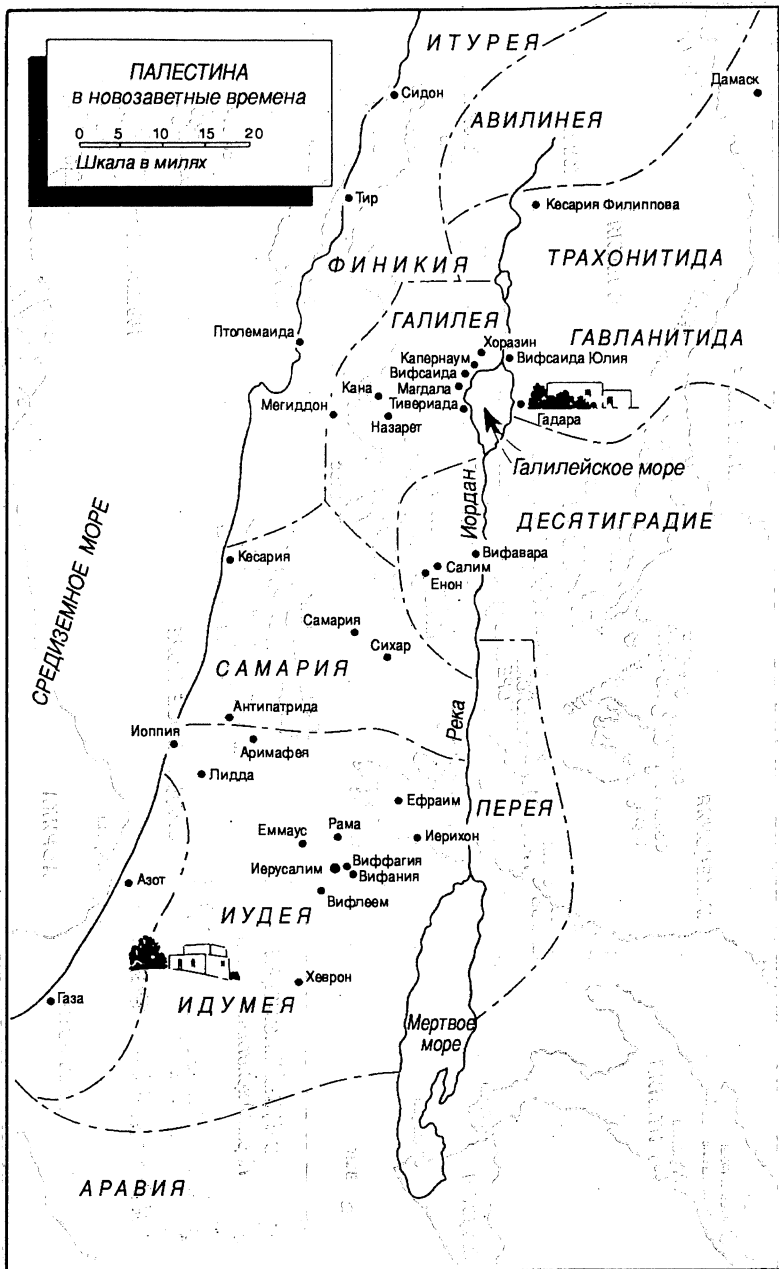 ПАЛЕСТИНА
в новозаветные времена
0 5 10 15 20
Шкала в милях
ИТУРЕЯ
Дамаск
Сидон
АВИЛИНЕЯ
Тир
Кесария Филиппова
ФИНИКИЯ
ТРАХОНИТИДА
ГАЛИЛЕЯ
Птолемаида
Хоразин
ГАВЛАНИТИДА
Капернаум
Вифсаида Юлия
Вифсаида
Кана
Магдала
Мегиддон
Тивериада
Назарет
Гадара
Галилейское море
Иордан
ДЕСЯТИГРАДИЕ
СРЕДИЗЕМНОЕ МОРЕ
Кесария
Вифавара
Салим
Енон
Самария
Сихар
САМАРИЯ
Антипатрида
Река
Иоппия
Аримафея
Лидда
Ефраим
ПЕРЕЯ
Рама
Еммаус
Иерихон
Иерусалим
Виффагия
Вифания
Азот
Вифлеем
ИУДЕЯ
Хеврон
Газа
ИДУМЕЯ
Мертвое
море
АРАВИЯ